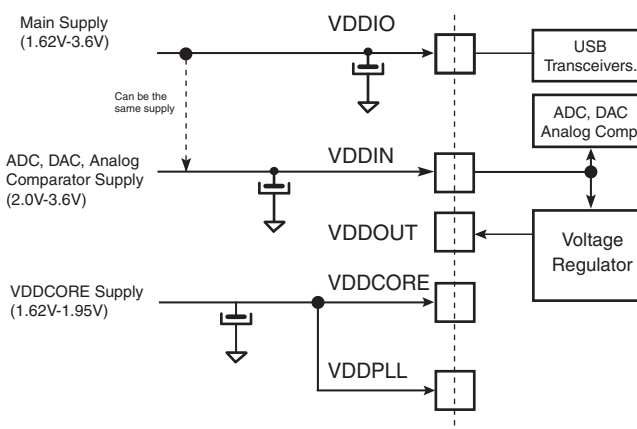 Main Supply
(1.62V-3.6V)
VDDIO
USB
Transceivers.
Can be the
same supply
ADC, DAC
Analog Comp.
ADC, DAC, Analog
Comparator Supply
(2.0V-3.6V)
VDDIN
VDDOUT
Voltage
Regulator
VDDCORE Supply
(1.62V-1.95V)
VDDCORE
VDDPLL